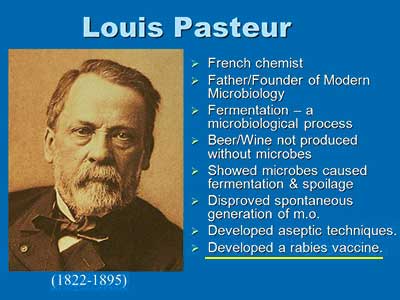 Louis Pasteur
French chemist
Father/Founder of Modern
Microbiology
Fermentation – a
microbiological process
Beer/Wine not produced
without microbes
Showed microbes caused
fermentation & spoilage
Disproved spontaneous
generation of m.o.
Developed aseptic techniques.
Developed a rabies vaccine.
(1822-1895)